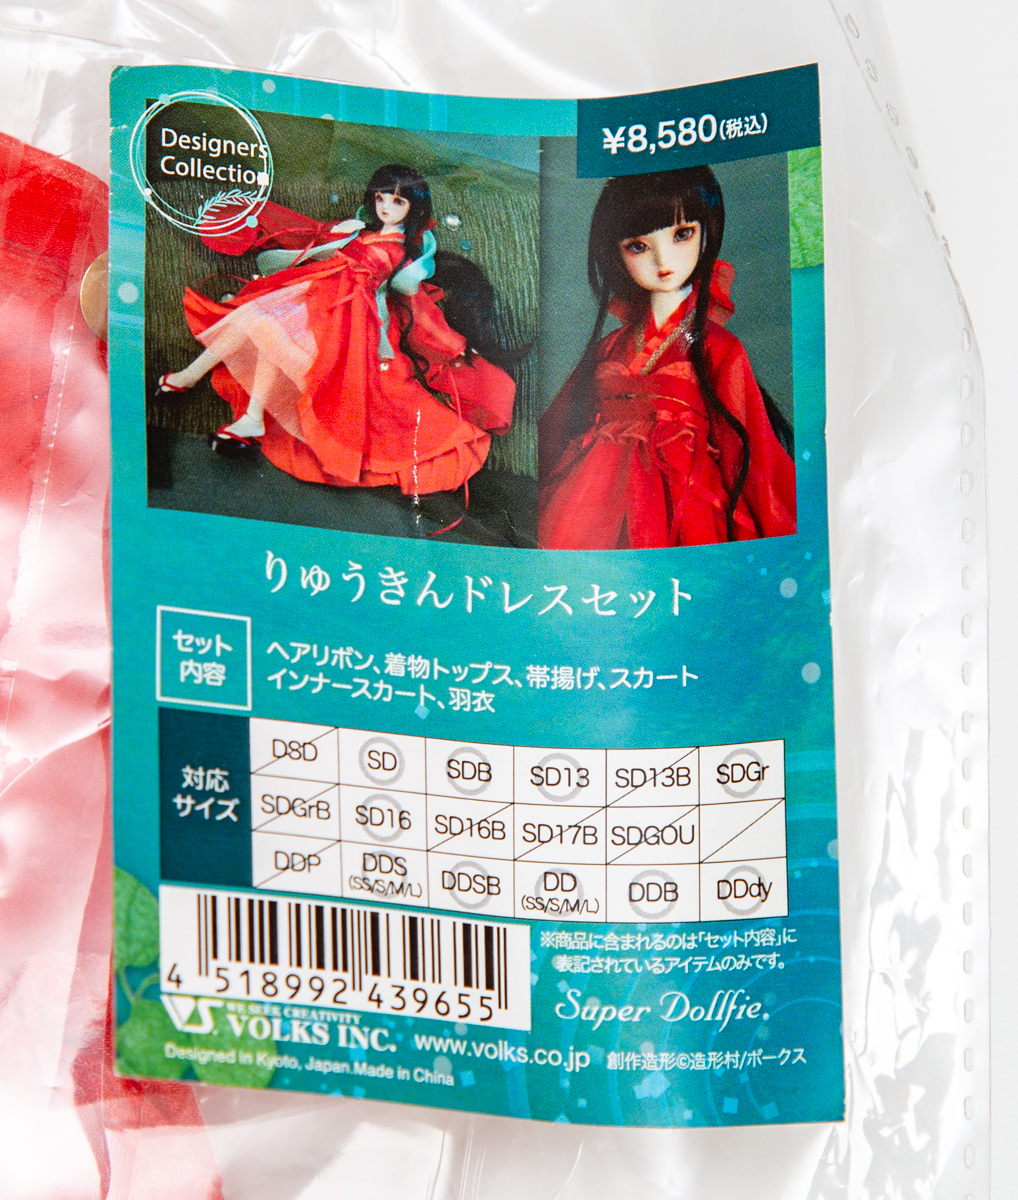 Designers
Collection
¥8,580(税込)
りゅうきんドレスセット
セット
内容
ヘアリボン、着物トップス、帯揚げ、スカート
インナースカート、羽衣
対応
サイズ
DSD SD SDB SD13 SD13B SDGr
SDGrB SD16 SD16B SD17B SDGOU
DDP DDS DDSB DD DDB DDdy
(SS/S/M/L) (SS/S/M/L)
※商品に含まれるのは「セット内容」に
表記されているアイテムのみです。
4 518992 439655
Super Dollfie.
VS.
WE SEEK CREATIVITY
VOLKS INC. www.volks.co.jp 創作造形©造形村/ボークス
Designed in Kyoto, Japan.Made in China